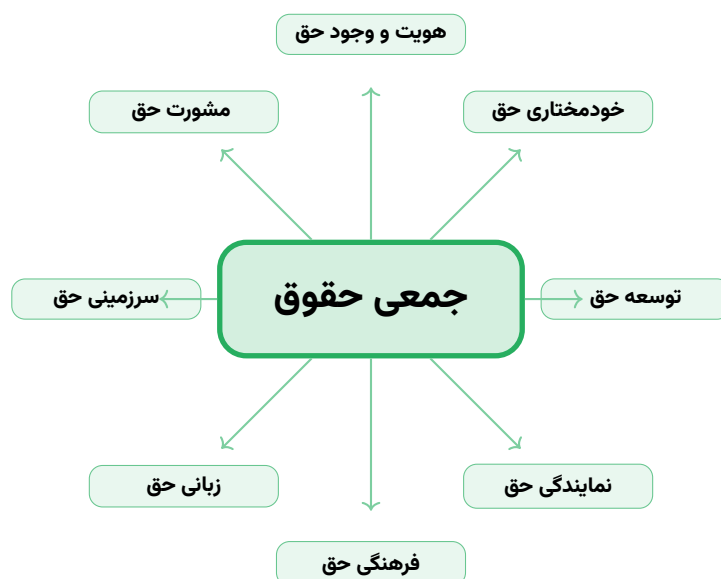 هویت و وجود حق
خودمختاری حق
مشورت حق
جمعی حقوق
توسعه حق
سرزمینی حق
نمایندگی حق
زبانی حق
فرهنگی حق